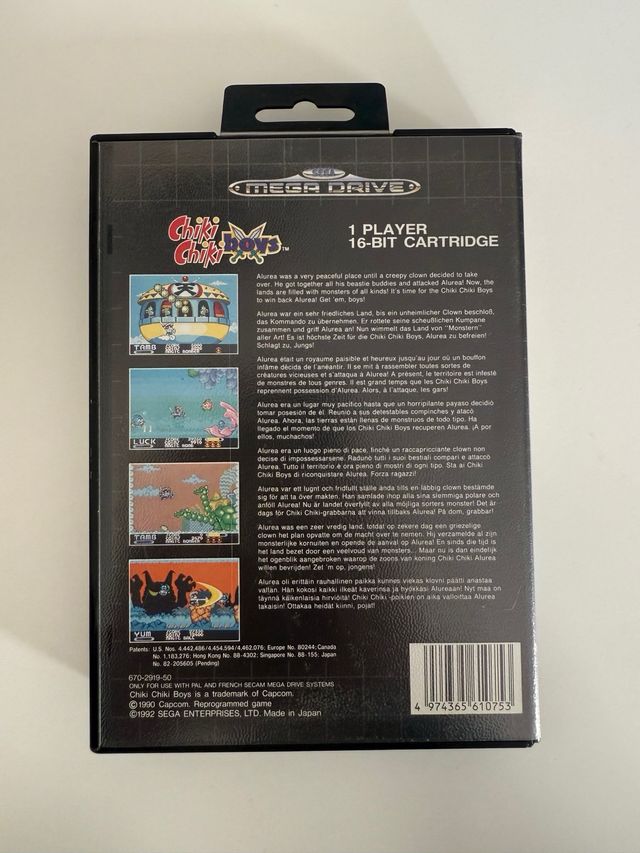 SEGA
MEGA DRIVE
Chiki
Chiki boys™
1 PLAYER
16-BIT CARTRIDGE
Alurea was a very peaceful place until a creepy clown decided to take
over. He got together all his beastie buddies and attacked Alurea! Now, the
lands are filled with monsters of all kinds! It's time for the Chiki Chiki Boys
to win back Alurea! Get 'em, boys!
Alurea war ein sehr friedliches Land, bis ein unheimlicher Clown beschloß,
das Kommando zu übernehmen. Er rottete seine scheußlichen Kumpane
zusammen und griff Alurea an! Nun wimmelt das Land von "Monstern"
aller Art! Es ist höchste Zeit für die Chiki Chiki Boys, Alurea zu befreien!
Schlagt zu, Jungs!
Alurea était un royaume paisible et heureux jusqu'au jour où un bouffon
infâme décida de l'anéantir. Il se mit à rassembler toutes sortes de
créatures vicieuses et s'attaqua à Alurea! A présent, le territoire est infesté
de monstres de tous genres. Il est grand temps que les Chiki Chiki Boys
reprennent possession d'Alurea. Alors, à l'attaque, les gars!
Alurea era un lugar muy pacífico hasta que un horripilante payaso decidió
tomar posesión de él. Reunió a sus detestables compinches y atacó
Alurea. Ahora, las tierras están llenas de monstruos de todo tipo. Ha
llegado el momento de que los Chiki Chiki Boys recuperen Alurea. ¡A por
ellos, muchachos!
Alurea era un luogo pieno di pace, finché un raccapricciante clown non
decise di impossessarsene. Radunò tutti i suoi bestiali compari e attaccò
Alurea. Tutto il territorio è ora pieno di mostri di ogni tipo. Sta ai Chiki
Chiki Boys di riconquistare Alurea. Forza ragazzi!
Alurea var ett lugnt och fridfullt ställe ända tills en läbbig clown bestämde
sig för att ta över makten. Han samlade ihop alla sina slemmiga polare och
anföll Alurea! Nu är landet överfyllt av alla möjliga sorters monster! Det är
dags för Chiki Chiki-grabbarna att vinna tillbaks Alurea! På dom, grabbar!
Alurea was een zeer vredig land, totdat op zekere dag een griezelige
clown het plan opvatte om de macht over te nemen. Hij verzamelde al zijn
monsterlijke kornuiten en opende de aanval op Alurea! En sinds die tijd is
het land bezet door een veelvoud van monsters... Maar nu is dan eindelijk
het ogenblik aangebroken waarop de zoons van koning Chiki Chiki Alurea
willen bevrijden! Zet 'm op, jongens!
Alurea oli erittäin rauhallinen paikka kunnes viekas klovni päätti anastaa
vallan. Hän kokosi kaikki ilkeät kaverinsa ja hyökkäsi Alureaan! Nyt maa on
täynnä kaikenlaisia hirviöitä! Chiki Chiki -poikien on aika valloittaa Alurea
takaisin! Ottakaa heidät kiinni, pojat!
TAMB
LUCK
TAMB
YUM
Patents: U.S. Nos. 4,442,486/4,454,594/4,462,076; Europe No. 80244; Canada
No. 1,183,276; Hong Kong No. 88-4302; Singapore No. 88-155; Japan
No. 82-205605 (Pending)
670-2919-50
ONLY FOR USE WITH PAL AND FRENCH SECAM MEGA DRIVE SYSTEMS
Chiki Chiki Boys is a trademark of Capcom.
©1990 Capcom. Reprogrammed game
©1992 SEGA ENTERPRISES, LTD. Made in Japan
4 974365 610753